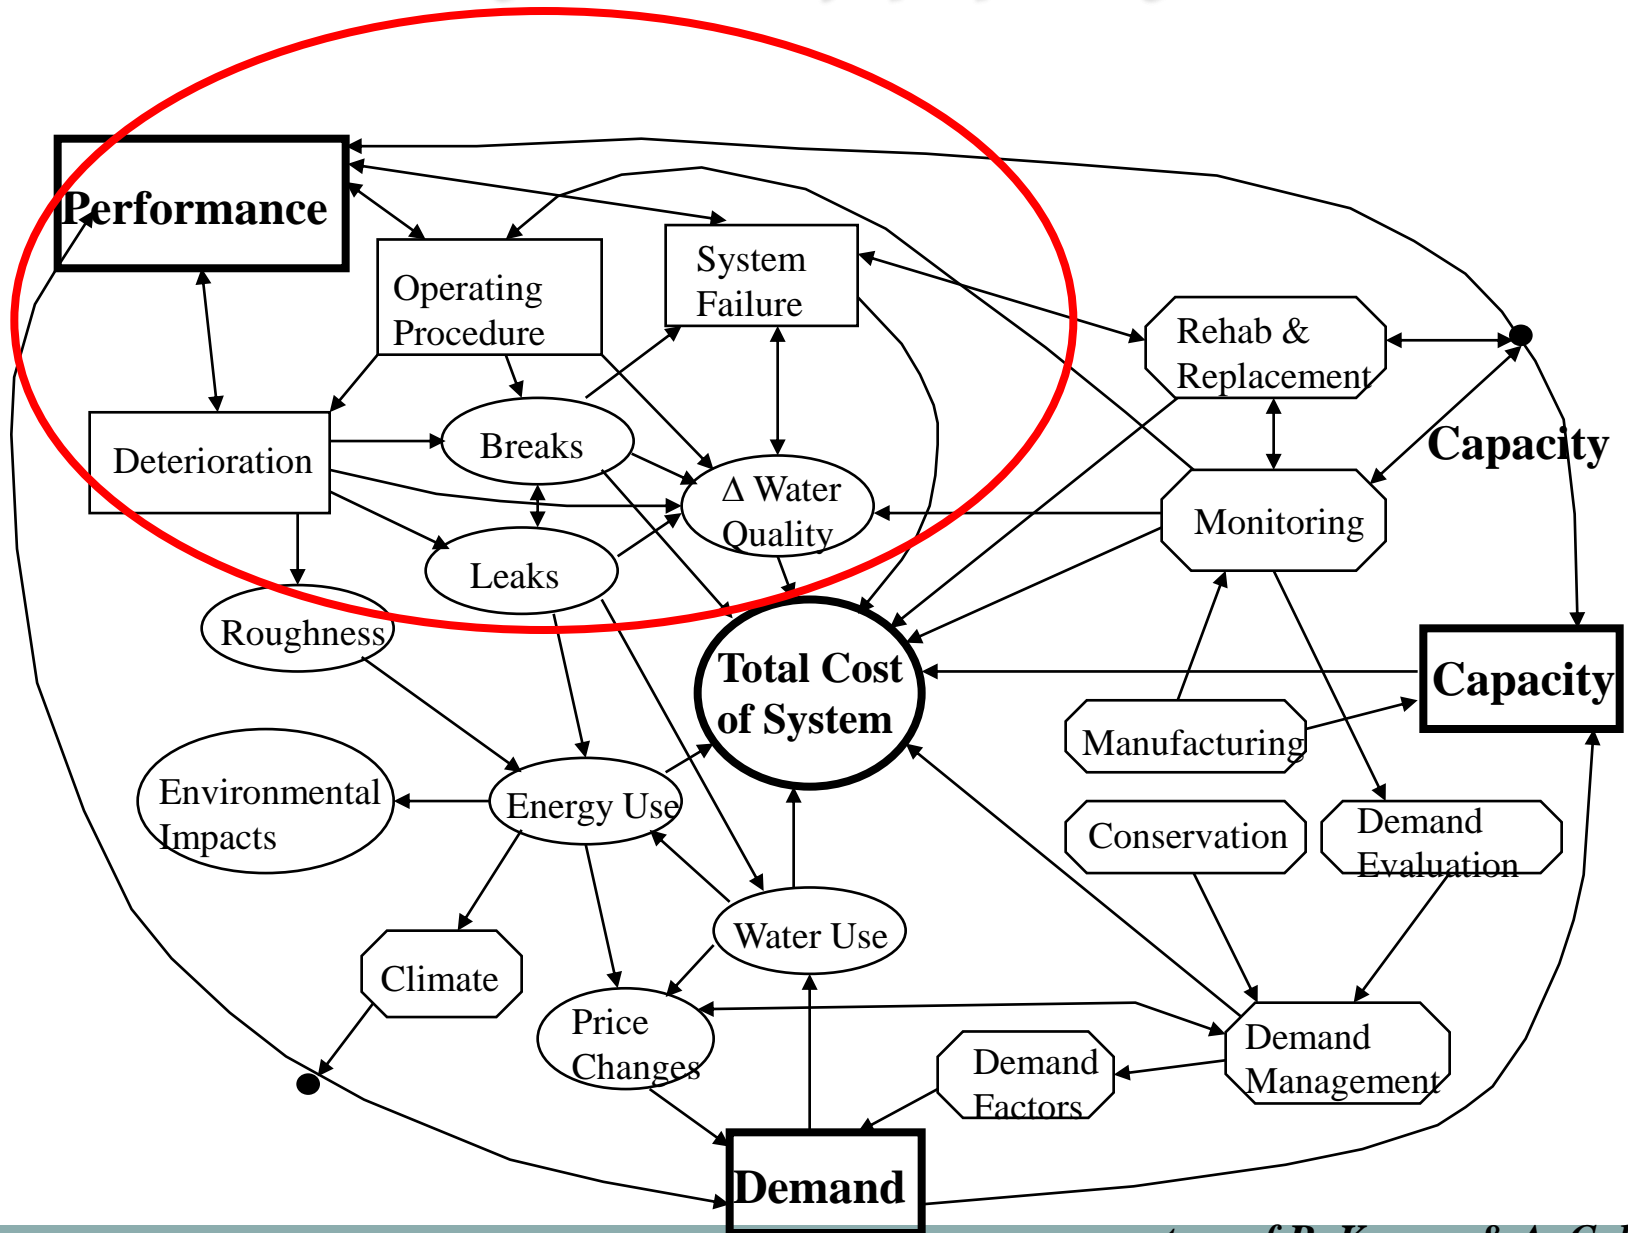 Performance
System
Failure
Operating
Procedure
Rehab &
Replacement
Capacity
Breaks
Deterioration
Δ Water
Quality
Monitoring
Leaks
Roughness
Total Cost
of System
Capacity
Manufacturing
Environmental
Impacts
Energy Use
Conservation
Demand
Evaluation
Water Use
Climate
Price
Changes
Demand
Factors
Demand
Management
Demand